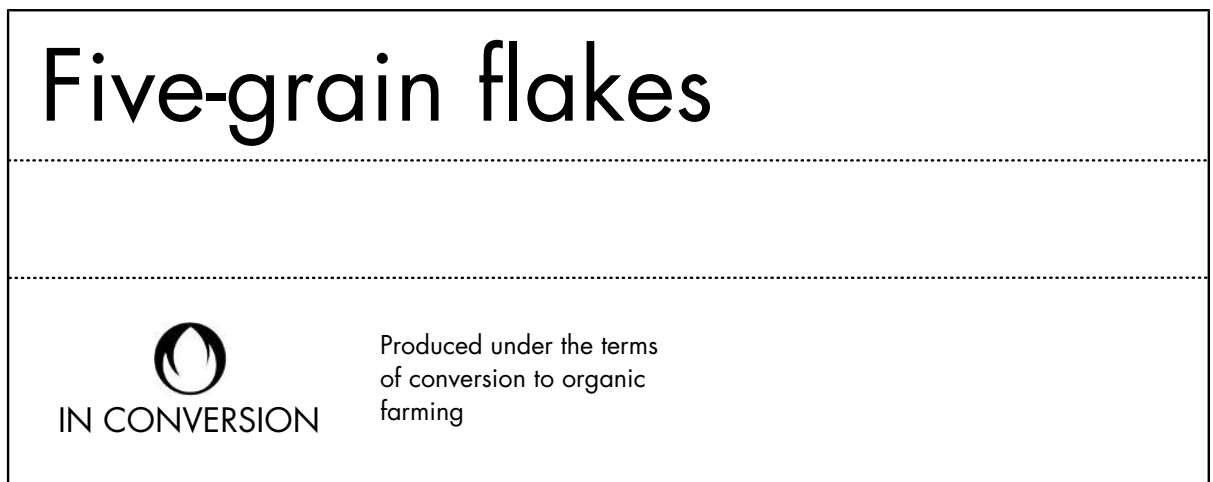 Five-grain flakes
Produced under the terms
of conversion to organic
farming
IN CONVERSION